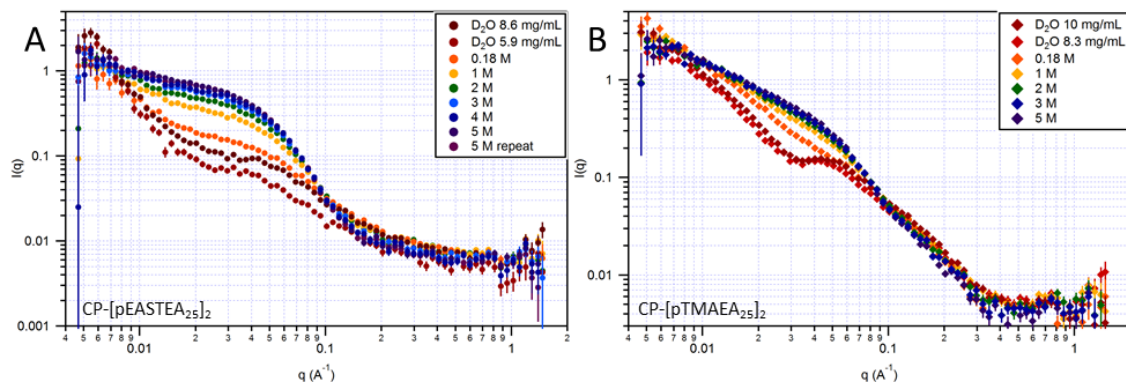 A
D₂O 8.6 mg/mL
D₂O 5.9 mg/mL
0.18 M
1 M
2 M
3 M
4 M
5 M
5 M repeat
I(q)
1
0.1
0.01
0.001
CP-[pEASTEA₂₅]₂
4 5 6 7 8 9 2 3 4 5 6 7 8 9 2 3 4 5 6 7 8 9 2
0.01 0.1 1
q (A⁻¹)
B
D₂O 10 mg/mL
D₂O 8.3 mg/mL
0.18 M
1 M
2 M
3 M
5 M
I(q)
1
0.1
0.01
CP-[pTMAEA₂₅]₂
4 5 6 7 8 9 2 3 4 5 6 7 8 9 2 3 4 5 6 7 8 9 2
0.01 0.1 1
q (A⁻¹)